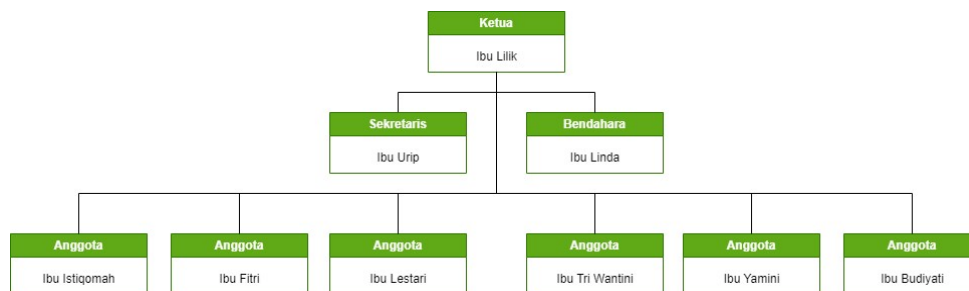 Ketua
Ibu Lilik
Sekretaris
Ibu Urip
Bendahara
Ibu Linda
Anggota
Ibu Istiqomah
Anggota
Ibu Fitri
Anggota
Ibu Lestari
Anggota
Ibu Tri Wantini
Anggota
Ibu Yamini
Anggota
Ibu Budiyati